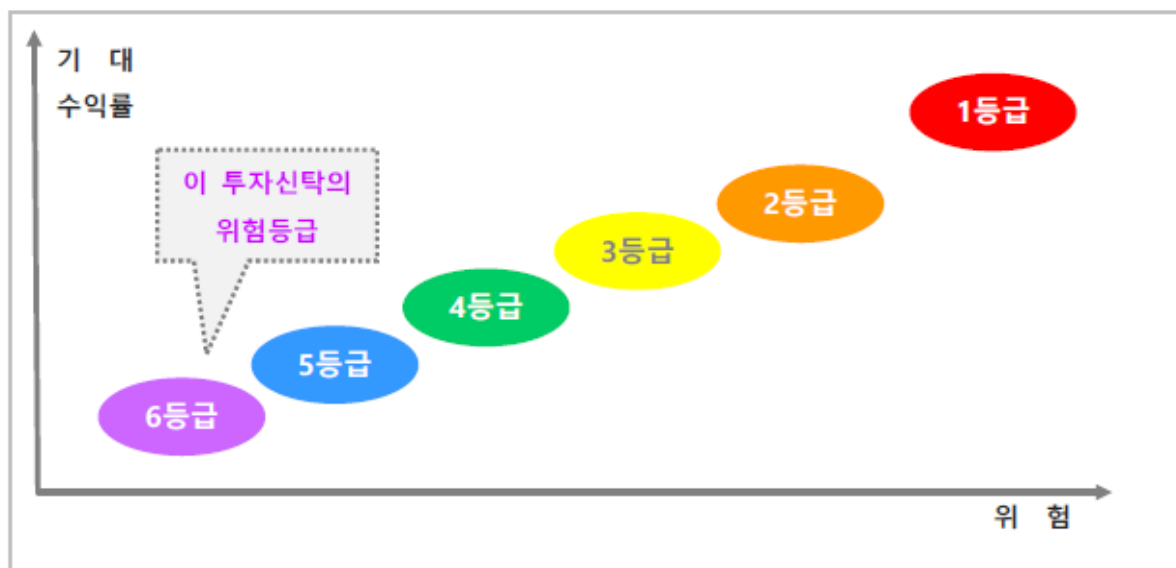 기 대
수익률
1등급
이 투자신탁의
위험등급
2등급
3등급
4등급
5등급
6등급
위 험